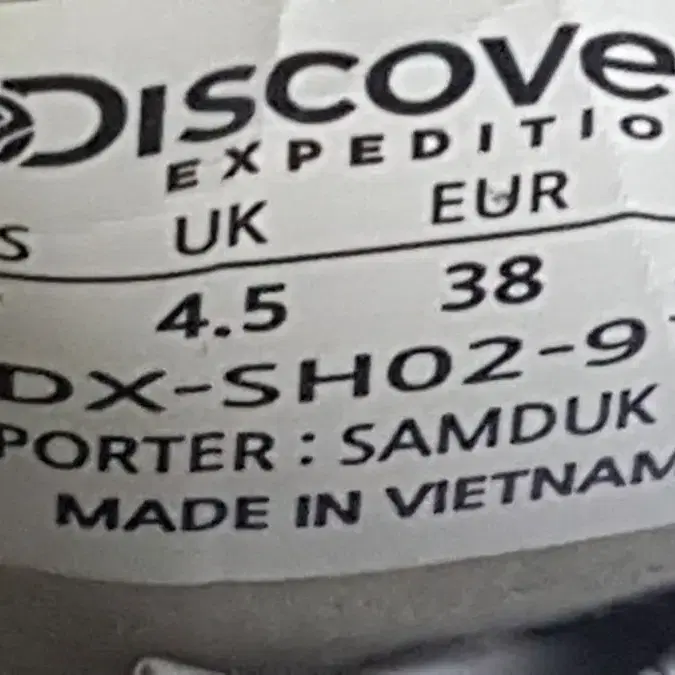 DISCOVE
EXPEDITIO
S UK EUR
4.5 38
DX-SH02-9
PORTER : SAMDUK
MADE IN VIETNAM